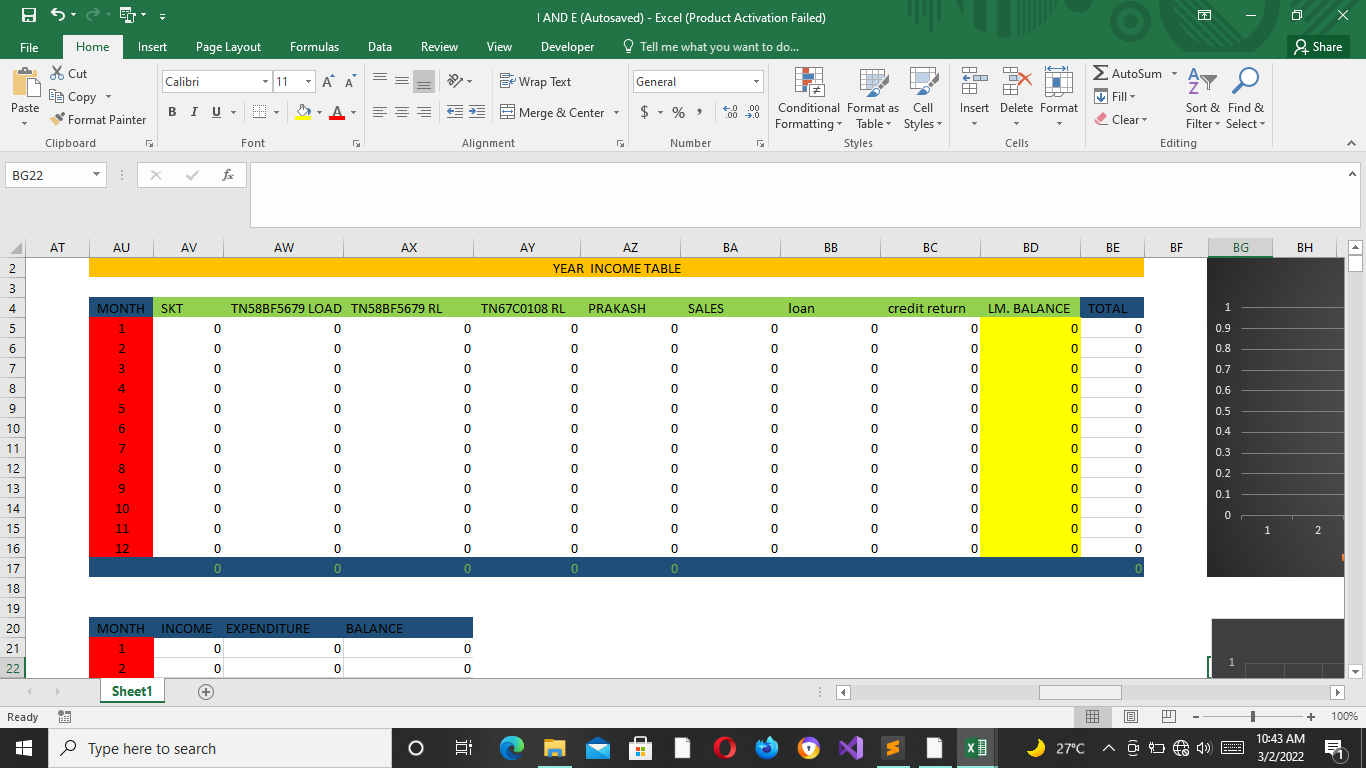 I AND E (Autosaved) - Excel (Product Activation Failed)
File Home Insert Page Layout Formulas Data Review View Developer Tell me what you want to do... Share
Paste Cut Copy Format Painter
Calibri 11
B I U A
Wrap Text
Merge & Center
General
$ % ,
Conditional Formatting Format as Table Cell Styles
Insert Delete Format
AutoSum Fill Clear
Sort & Filter Find & Select
Clipboard Font Alignment Number Styles Cells Editing
BG22 fx
AT AU AV AW AX AY AZ BA BB BC BD BE BF BG BH
2 YEAR INCOME TABLE
3
4 MONTH SKT TN58BF5679 LOAD TN58BF5679 RL TN67C0108 RL PRAKASH SALES loan credit return LM. BALANCE TOTAL
5 1 0 0 0 0 0 0 0 0 0 0
6 2 0 0 0 0 0 0 0 0 0 0
7 3 0 0 0 0 0 0 0 0 0 0
8 4 0 0 0 0 0 0 0 0 0 0
9 5 0 0 0 0 0 0 0 0 0 0
10 6 0 0 0 0 0 0 0 0 0 0
11 7 0 0 0 0 0 0 0 0 0 0
12 8 0 0 0 0 0 0 0 0 0 0
13 9 0 0 0 0 0 0 0 0 0 0
14 10 0 0 0 0 0 0 0 0 0 0
15 11 0 0 0 0 0 0 0 0 0 0
16 12 0 0 0 0 0 0 0 0 0 0
17 0 0 0 0 0 0
18
19
20 MONTH INCOME EXPENDITURE BALANCE
21 1 0 0 0
22 2 0 0 0
1
0.9
0.8
0.7
0.6
0.5
0.4
0.3
0.2
0.1
0
1 2
1
Sheet1
Ready 100%
Type here to search 27°C 10:43 AM
3/2/2022
1